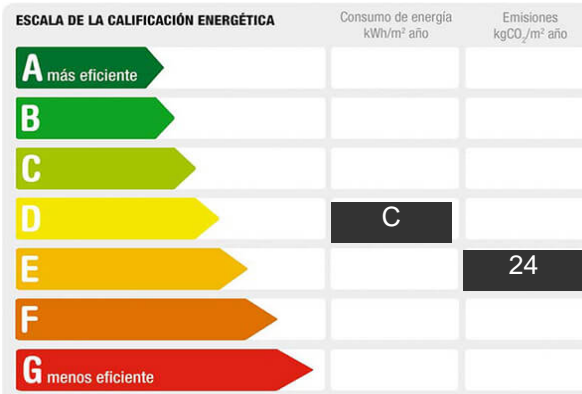 ESCALA DE LA CALIFICACIÓN ENERGÉTICA
Consumo de energía
kWh/m² año
Emisiones
kgCO₂/m² año
A más eficiente
B
C
D
C
E
24
F
G menos eficiente